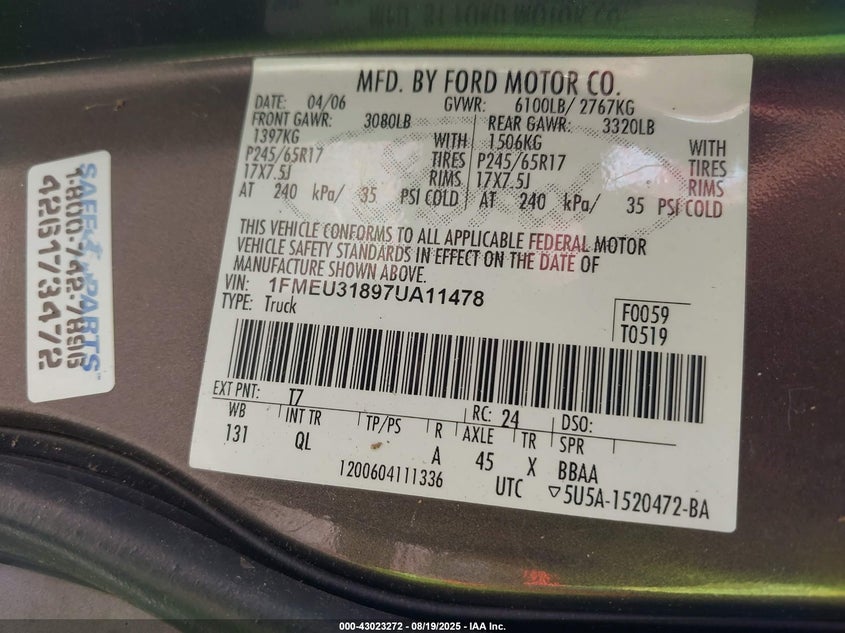 MFD. BY FORD MOTOR CO.
DATE: 04/06 GVWR: 6100LB/ 2767KG
FRONT GAWR: 3080LB REAR GAWR: 3320LB
1397KG WITH 1506KG WITH
P245/65R17 TIRES P245/65R17 TIRES
17X7.5J RIMS 17X7.5J RIMS
AT 240 kPa/ 35 PSI COLD AT 240 kPa/ 35 PSI COLD
THIS VEHICLE CONFORMS TO ALL APPLICABLE FEDERAL MOTOR
VEHICLE SAFETY STANDARDS IN EFFECT ON THE DATE OF
MANUFACTURE SHOWN ABOVE.
VIN: 1FMEU31897UA11478
TYPE: Truck
F0059
T0519
EXT PNT: T7 RC: 24 DSO:
WB INT TR TP/PS R AXLE TR SPR
131 QL A 45 X BBAA
1200604111336 UTC ▽5U5A-1520472-BA
SAFE PARTS
1-800-742-7896
42B173472
000-43023272 - 08/19/2025 - IAA Inc.